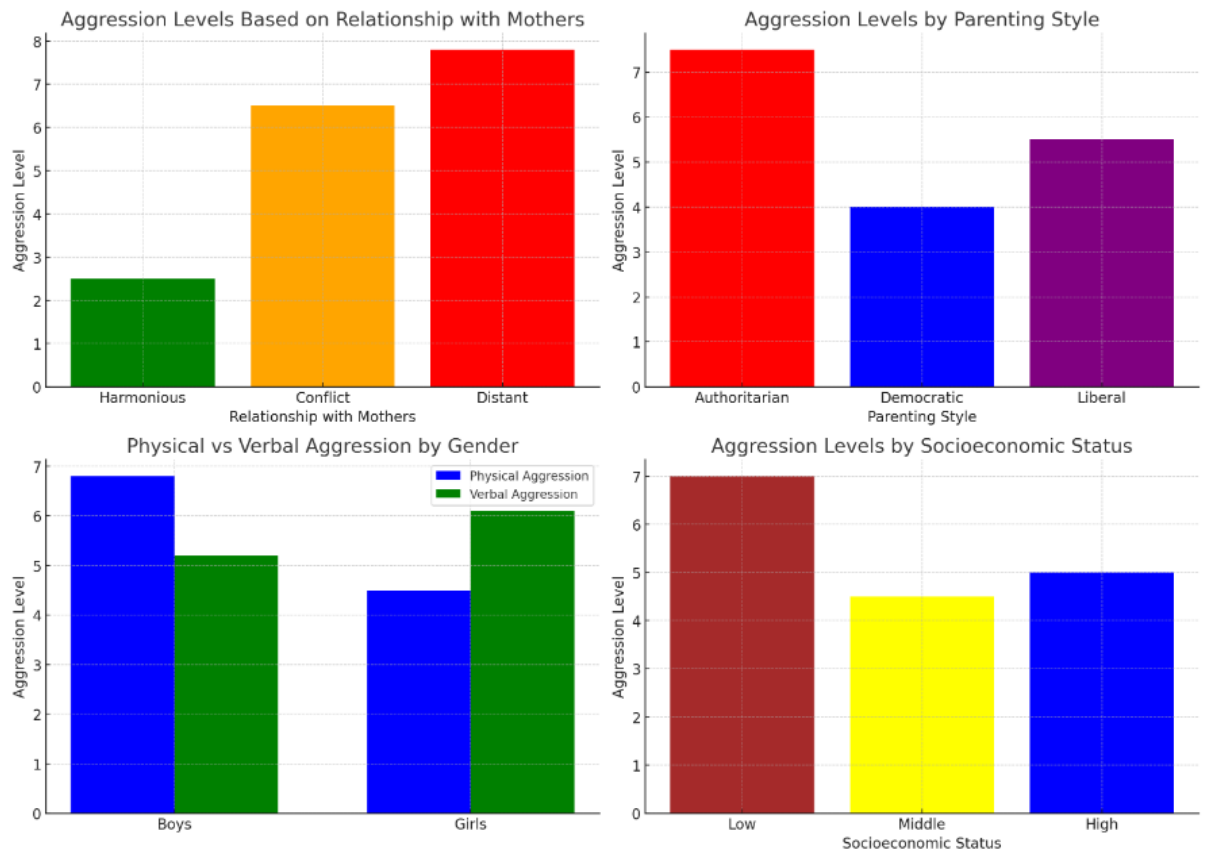 Aggression Levels Based on Relationship with Mothers
8
7
6
5
4
3
2
1
0
Aggression Level
Harmonious Conflict Distant
Relationship with Mothers
Aggression Levels by Parenting Style
7
6
5
4
3
2
1
0
Aggression Level
Authoritarian Democratic Liberal
Parenting Style
Physical vs Verbal Aggression by Gender
7
6
5
4
3
2
1
0
Aggression Level
Physical Aggression
Verbal Aggression
Boys Girls
Aggression Levels by Socioeconomic Status
7
6
5
4
3
2
1
0
Aggression Level
Low Middle High
Socioeconomic Status